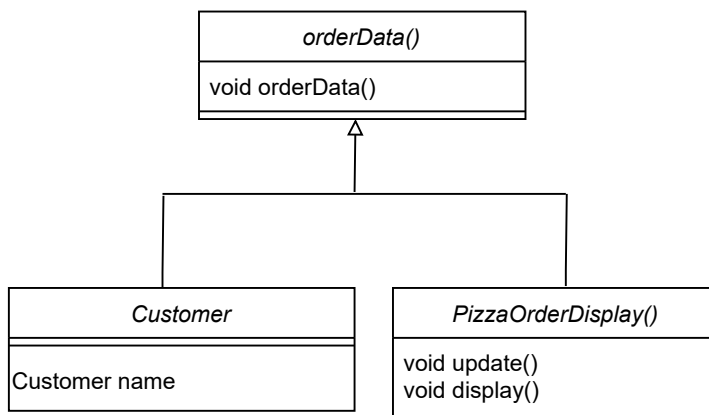 orderData()
void orderData()
Customer
Customer name
PizzaOrderDisplay()
void update()
void display()